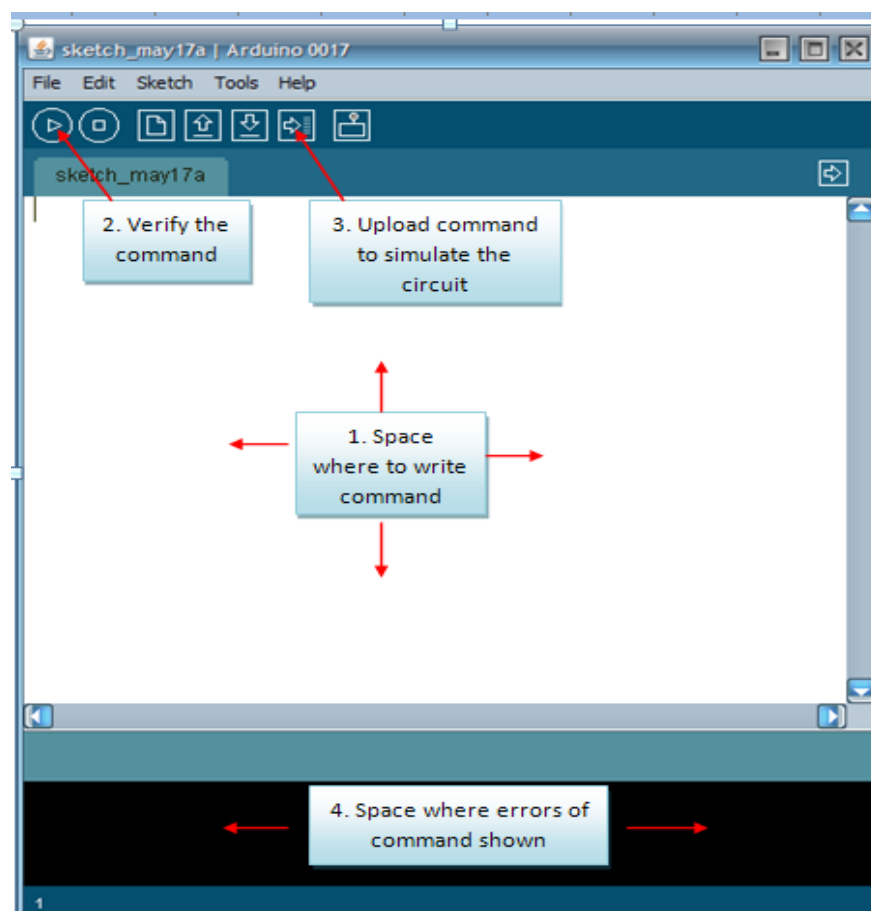 sketch_may17a | Arduino 0017
File Edit Sketch Tools Help
sketch_may17a
2. Verify the
command
3. Upload command
to simulate the
circuit
1. Space
where to write
command
4. Space where errors of
command shown
1